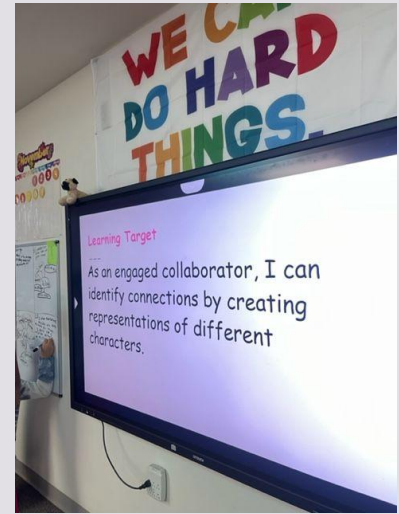 WE CAN
DO HARD
THINGS.
Learning Target
As an engaged collaborator, I can
identify connections by creating
representations of different
characters.